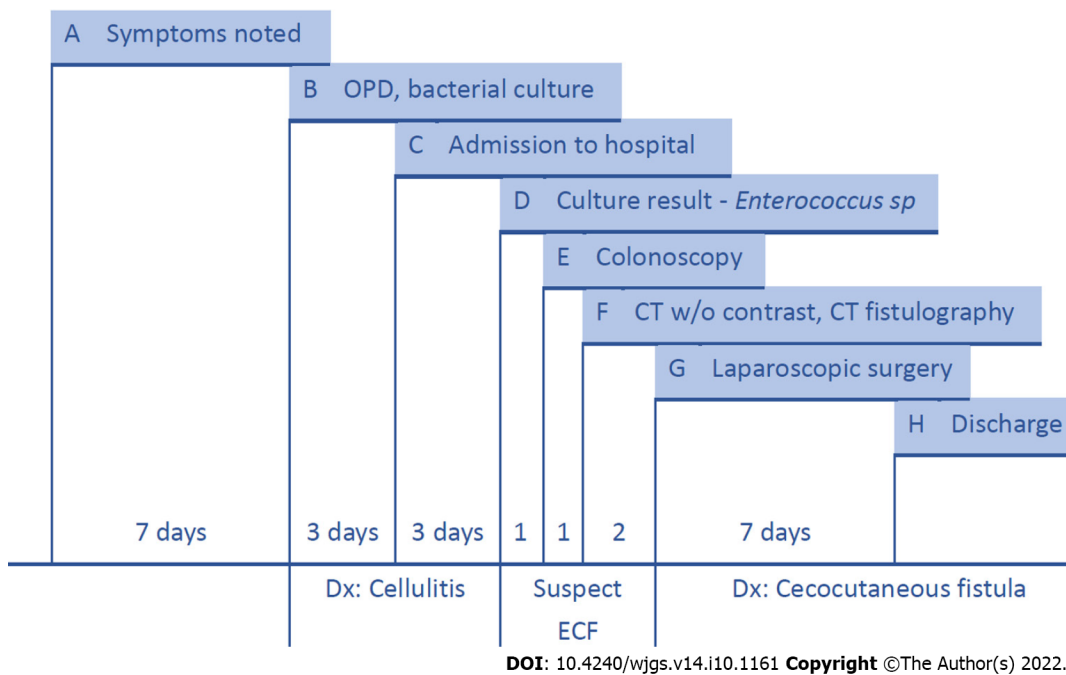 A Symptoms noted
B OPD, bacterial culture
C Admission to hospital
D Culture result - Enterococcus sp
E Colonoscopy
F CT w/o contrast, CT fistulography
G Laparoscopic surgery
H Discharge
7 days 3 days 3 days 1 1 2 7 days
Dx: Cellulitis Suspect Dx: Cecocutaneous fistula
ECF
DOI: 10.4240/wjgs.v14.i10.1161 Copyright ©The Author(s) 2022.